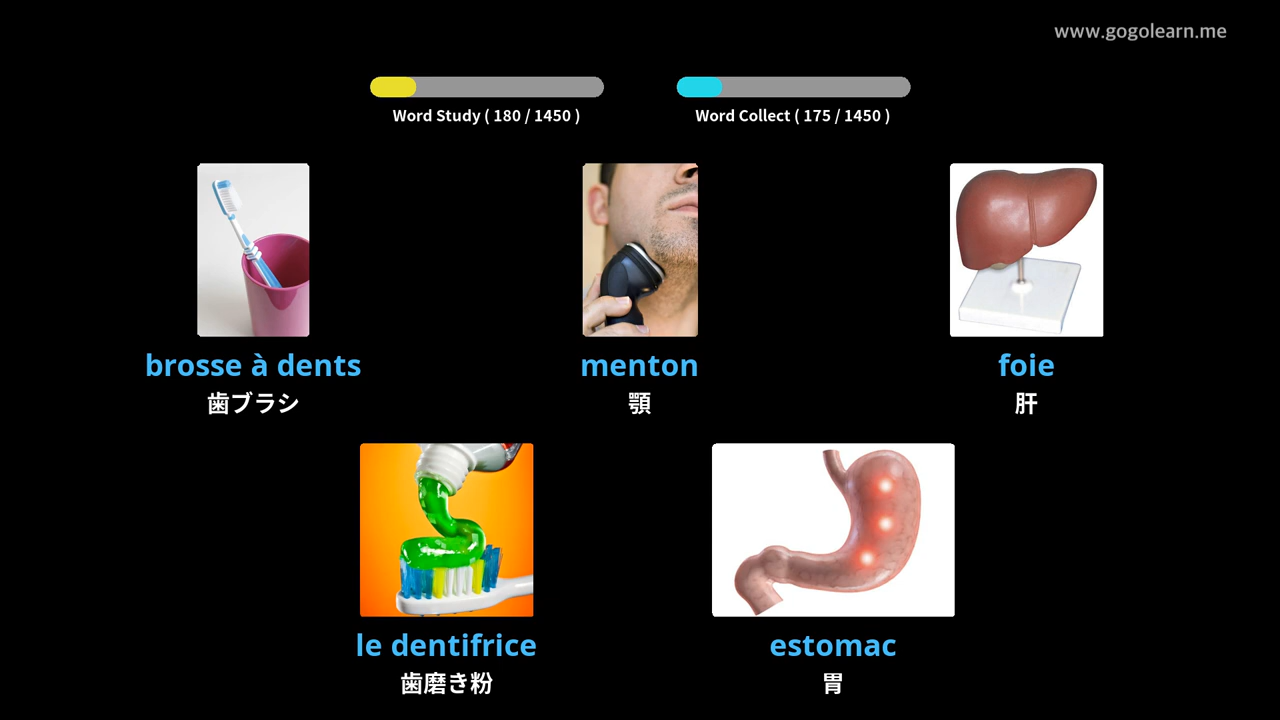 www.gogolearn.me
Word Study ( 180 / 1450 )
Word Collect ( 175 / 1450 )
brosse à dents
歯ブラシ
menton
顎
foie
肝
le dentifrice
歯磨き粉
estomac
胃